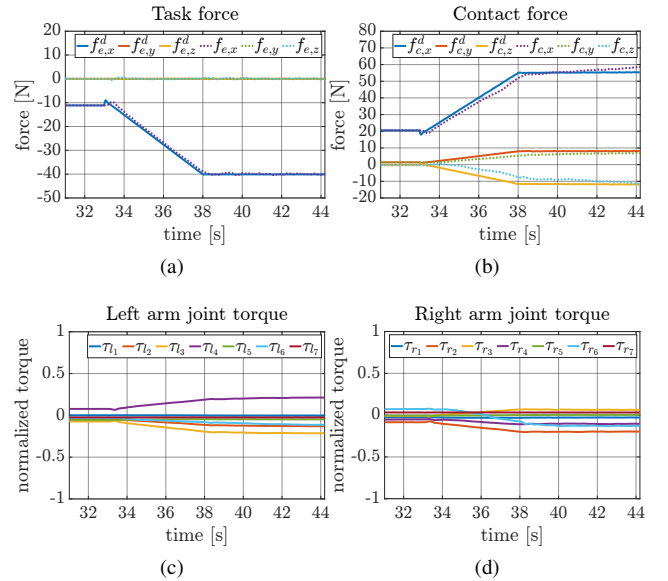 Task force
20
10
0
-10
-20
-30
-40
-50
force [N]
f^d_{e,x} f^d_{e,y} f^d_{e,z} f_{e,x} f_{e,y} f_{e,z}
32 34 36 38 40 42 44
time [s]
(a)
Contact force
80
60
40
20
0
-20
force [N]
f^d_{c,x} f^d_{c,y} f^d_{c,z} f_{c,x} f_{c,y} f_{c,z}
32 34 36 38 40 42 44
time [s]
(b)
Left arm joint torque
1
0.5
0
-0.5
-1
normalized torque
τ_{l_1} τ_{l_2} τ_{l_3} τ_{l_4} τ_{l_5} τ_{l_6} τ_{l_7}
32 34 36 38 40 42 44
time [s]
(c)
Right arm joint torque
1
0.5
0
-0.5
-1
normalized torque
τ_{r_1} τ_{r_2} τ_{r_3} τ_{r_4} τ_{r_5} τ_{r_6} τ_{r_7}
32 34 36 38 40 42 44
time [s]
(d)